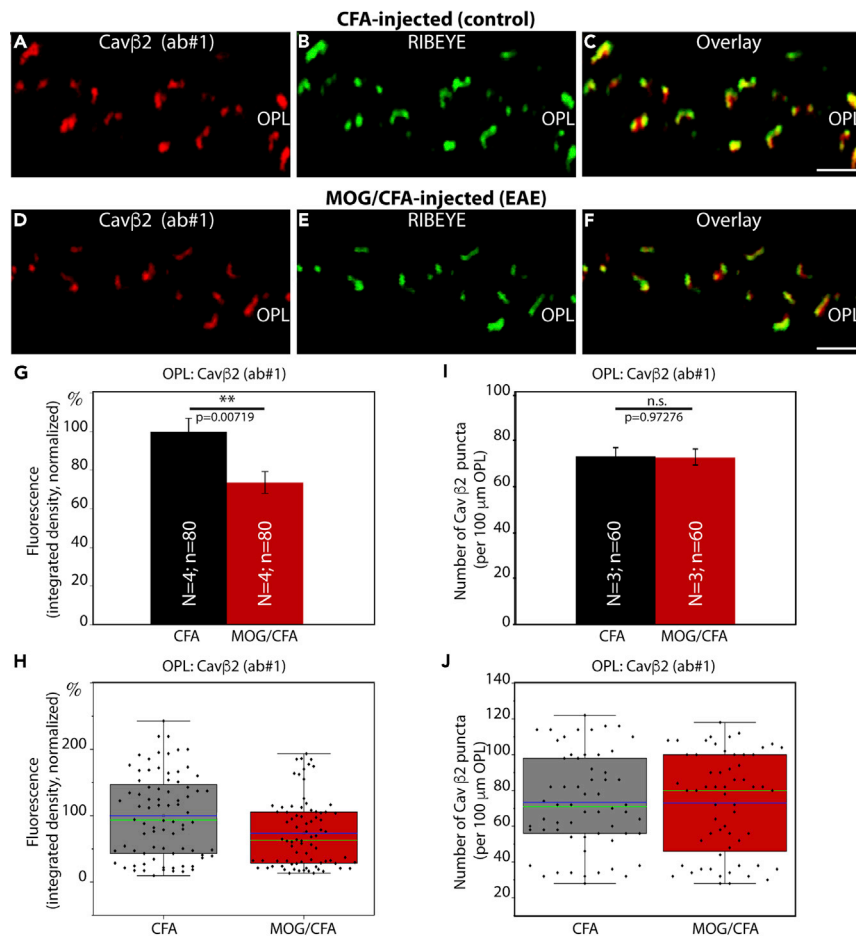 CFA-injected (control)
A Cavβ2 (ab#1)
B RIBEYE
C Overlay
OPL
OPL
OPL
MOG/CFA-injected (EAE)
D Cavβ2 (ab#1)
E RIBEYE
F Overlay
OPL
OPL
OPL
G
OPL: Cavβ2 (ab#1)
%
Fluorescence
(integrated density, normalized)
100
80
60
40
20
0
**
p=0.00719
N=4; n=80
N=4; n=80
CFA
MOG/CFA
I
OPL: Cavβ2 (ab#1)
Number of Cav β2 puncta
(per 100 µm OPL)
100
80
60
40
20
0
n.s.
p=0.97276
N=3; n=60
N=3; n=60
CFA
MOG/CFA
H
OPL: Cavβ2 (ab#1)
%
Fluorescence
(integrated density, normalized)
200
100
0
CFA
MOG/CFA
J
OPL: Cavβ2 (ab#1)
Number of Cav β2 puncta
(per 100 µm OPL)
140
120
100
80
60
40
20
CFA
MOG/CFA